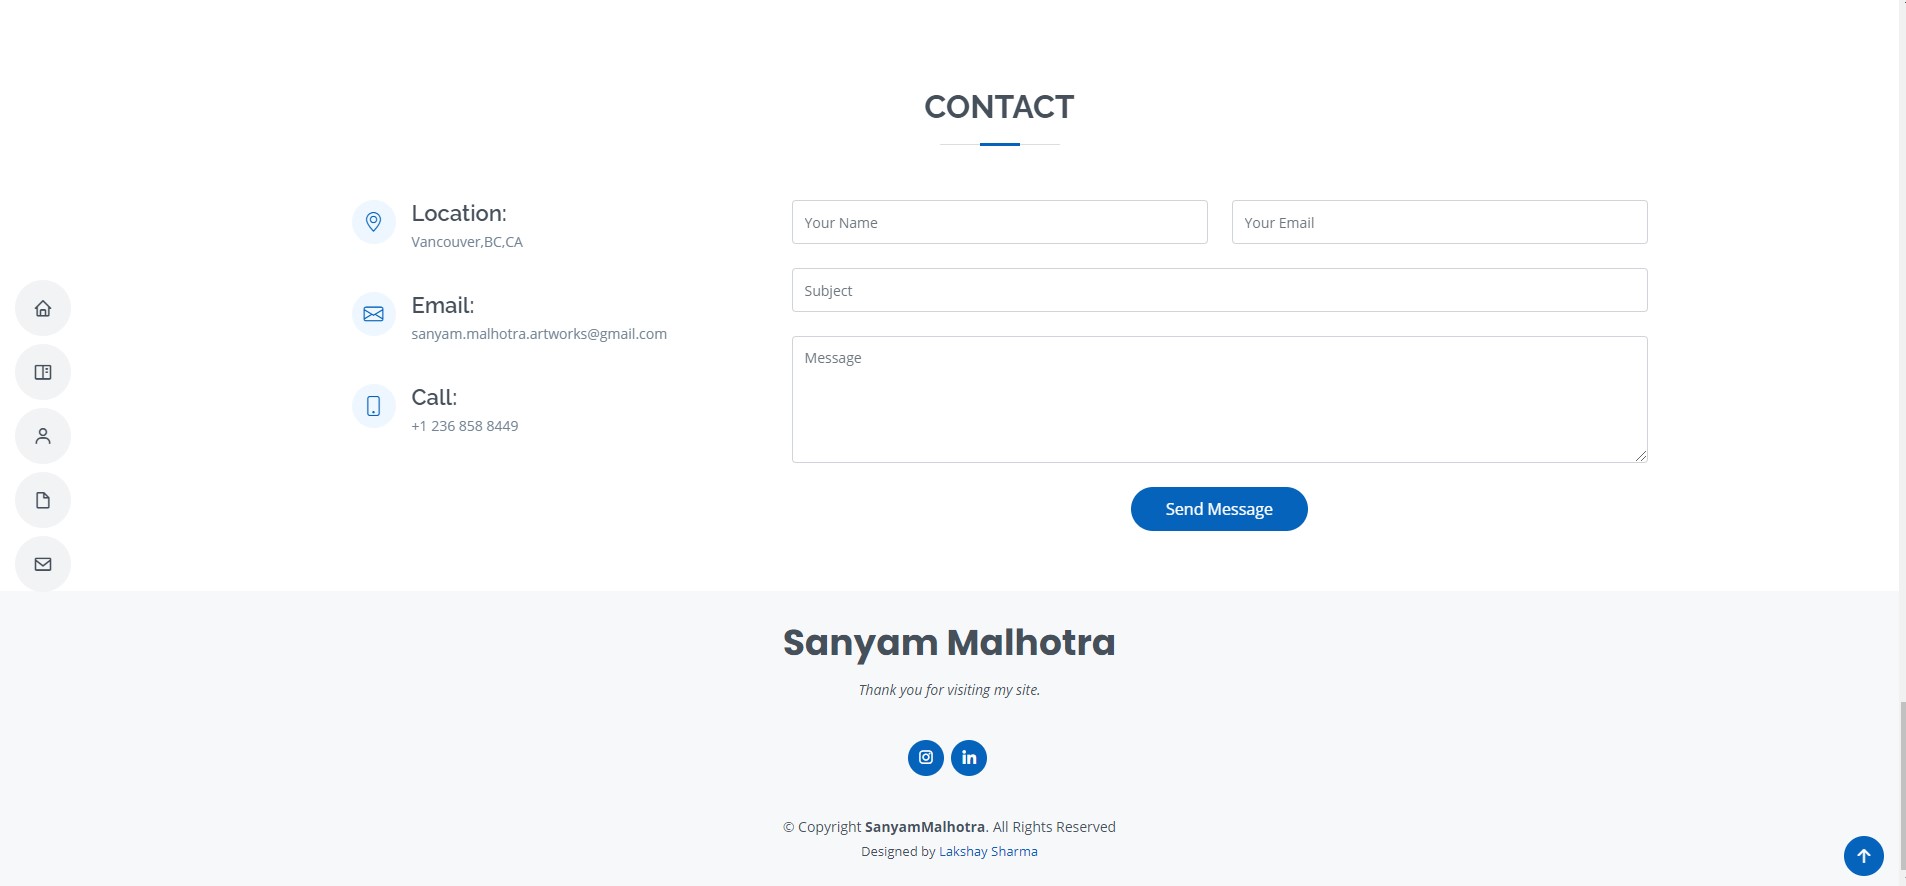 CONTACT
Location:
Vancouver,BC,CA
Email:
sanyam.malhotra.artworks@gmail.com
Call:
+1 236 858 8449
Your Name
Your Email
Subject
Message
Send Message
Sanyam Malhotra
Thank you for visiting my site.
© Copyright SanyamMalhotra. All Rights Reserved
Designed by Lakshay Sharma